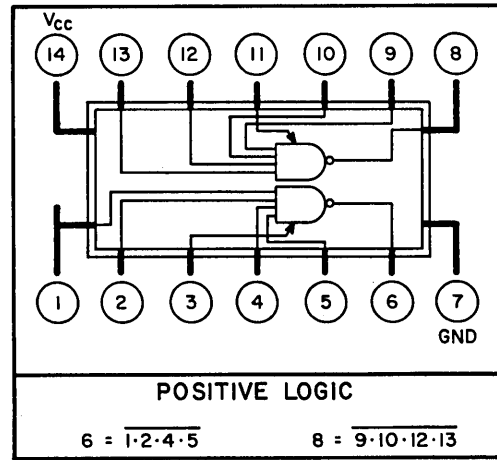 VCC
14 13 12 11 10 9 8
1 2 3 4 5 6 7
GND
POSITIVE LOGIC
6 = 1·2·4·5 8 = 9·10·12·13